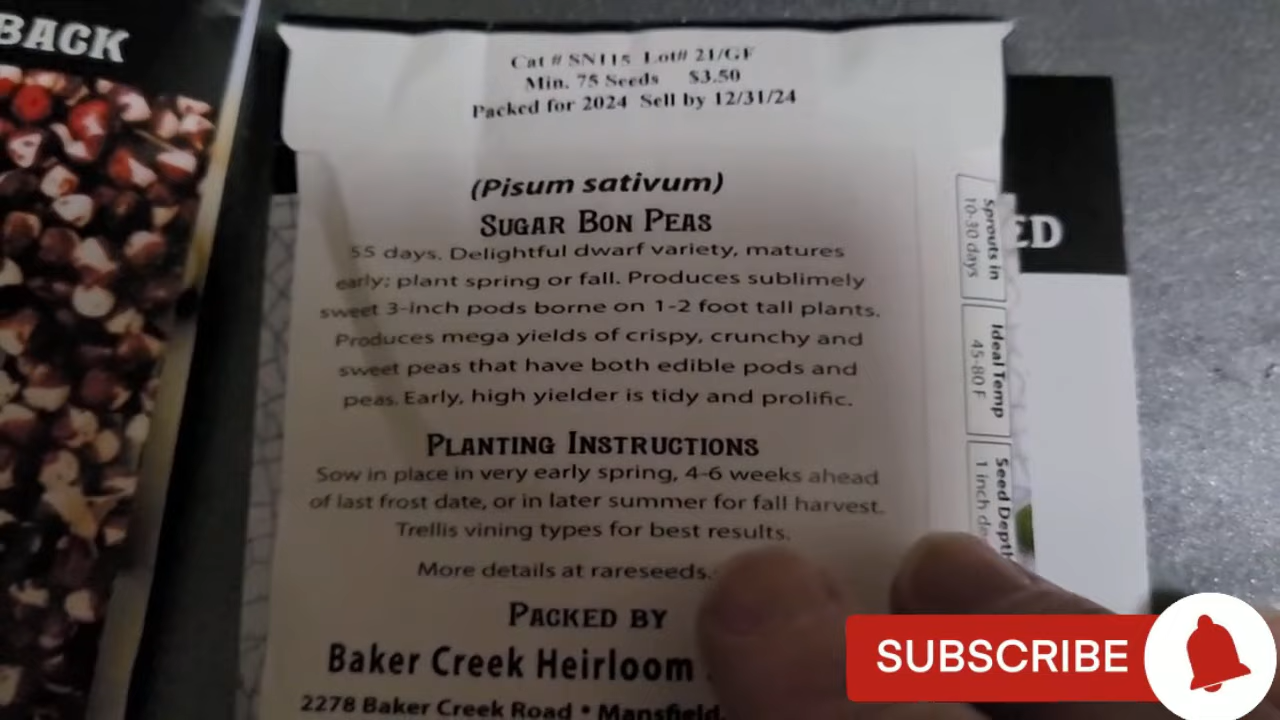 BACK
Cat # SN115 Lot# 21/GF
Min. 75 Seeds $3.50
Packed for 2024 Sell by 12/31/24
(Pisum sativum)
SUGAR BON PEAS
55 days. Delightful dwarf variety, matures
early; plant spring or fall. Produces sublimely
sweet 3-inch pods borne on 1-2 foot tall plants.
Produces mega yields of crispy, crunchy and
sweet peas that have both edible pods and
peas. Early, high yielder is tidy and prolific.
PLANTING INSTRUCTIONS
Sow in place in very early spring, 4-6 weeks ahead
of last frost date, or in later summer for fall harvest.
Trellis vining types for best results.
More details at rareseeds.
PACKED BY
Baker Creek Heirloom
2278 Baker Creek Road • Mansfield,
Sprouts in
10-30 days
Ideal Temp
45-80 F
Seed Depth
1 inch
ED
SUBSCRIBE